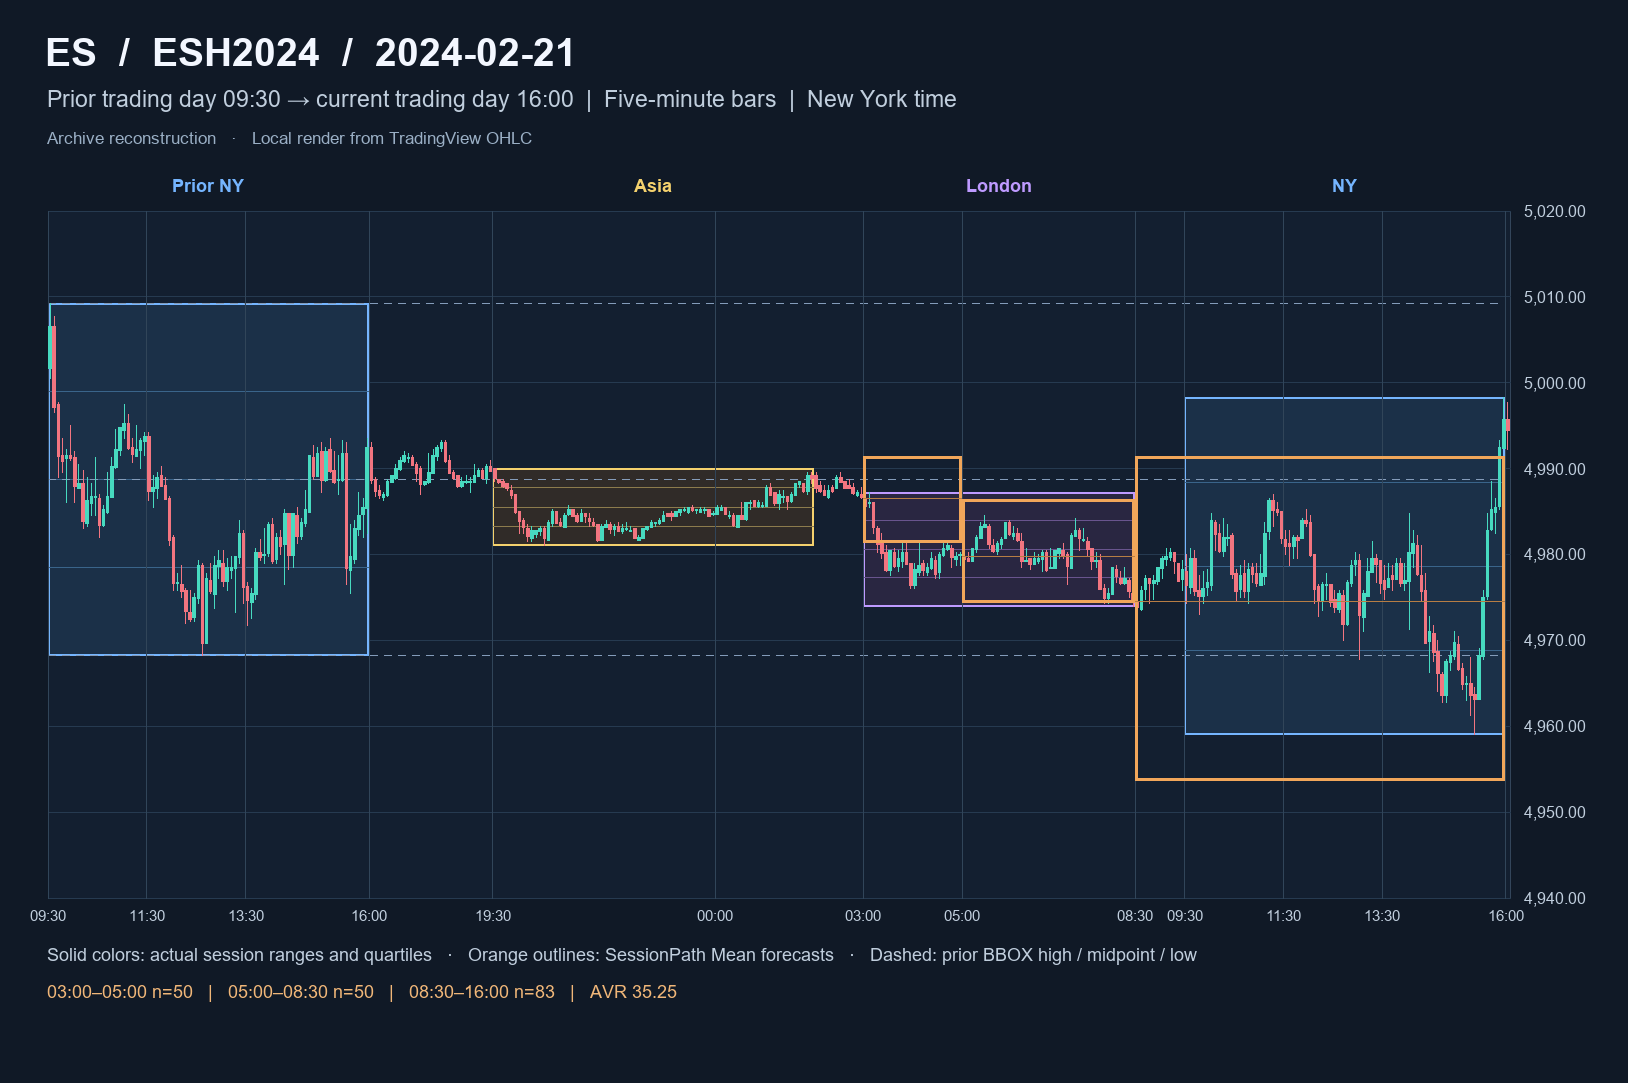 ES / ESH2024 / 2024-02-21
Prior trading day 09:30 → current trading day 16:00 | Five-minute bars | New York time
Archive reconstruction · Local render from TradingView OHLC
Prior NY Asia London NY
5,020.00
5,010.00
5,000.00
4,990.00
4,980.00
4,970.00
4,960.00
4,950.00
4,940.00
09:30 11:30 13:30 16:00 19:30 00:00 03:00 05:00 08:30 09:30 11:30 13:30 16:00
Solid colors: actual session ranges and quartiles · Orange outlines: SessionPath Mean forecasts · Dashed: prior BBOX high / midpoint / low
03:00–05:00 n=50 | 05:00–08:30 n=50 | 08:30–16:00 n=83 | AVR 35.25